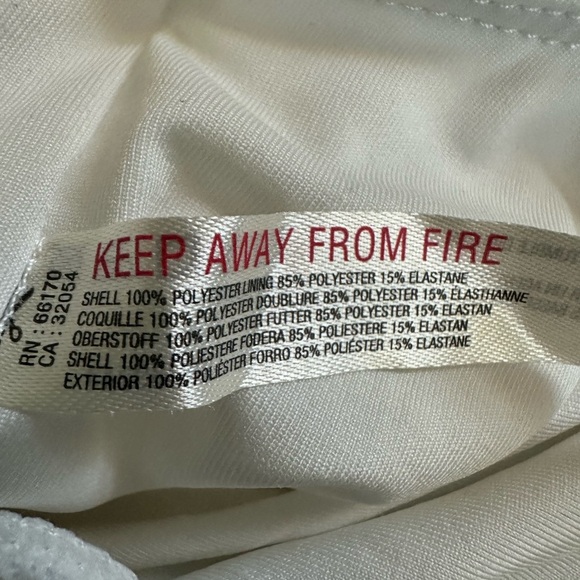 KEEP AWAY FROM FIRE
SHELL 100% POLYESTER LINING 85% POLYESTER 15% ELASTANE
COQUILLE 100% POLYESTER DOUBLURE 85% POLYESTER 15% ELASTHANNE
OBERSTOFF 100% POLYESTER FUTTER 85% POLYESTER 15% ELASTAN
SHELL 100% POLIESTERE FODERA 85% POLIESTERE 15% ELASTAN
EXTERIOR 100% POLIÉSTER FORRO 85% POLIÉSTER 15% ELASTANE
RN : 66170
CA : 32054